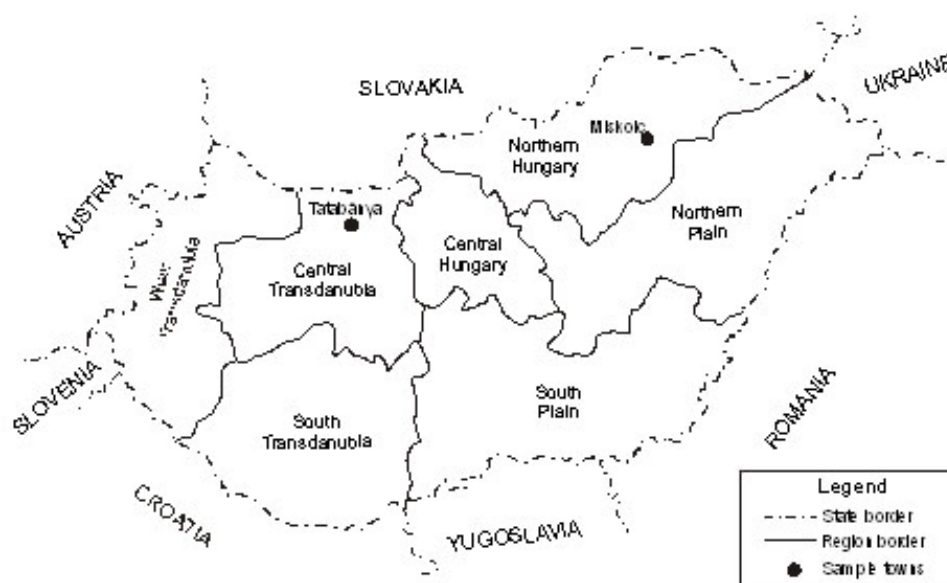 SLOVAKIA
UKRAINE
Miskolc
Northern
Hungary
AUSTRIA
Tatabánya
Northern
Plain
West
Transdanubia
Central
Hungary
Central
Transdanubia
SLOVENIA
South
Plain
ROMANIA
South
Transdanubia
CROATIA
YUGOSLAVIA
Legend
State border
Region border
Sample towns